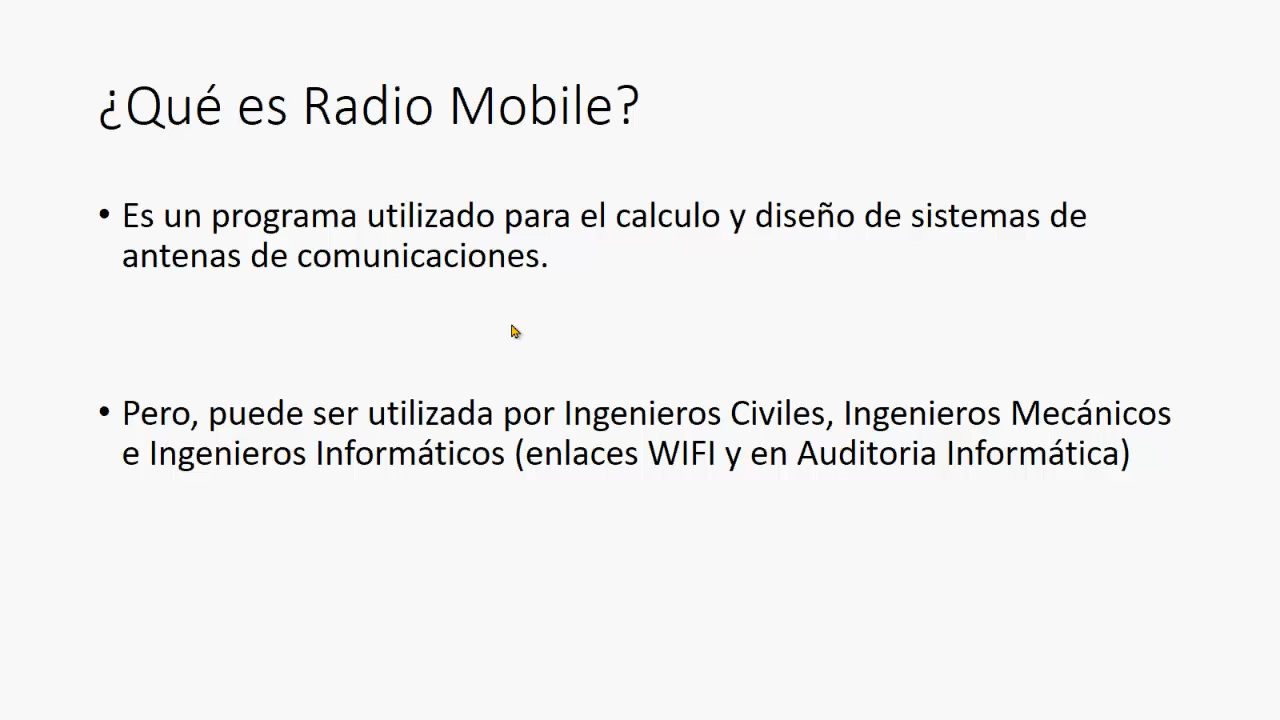 ¿Qué es Radio Mobile?
• Es un programa utilizado para el calculo y diseño de sistemas de
antenas de comunicaciones.
• Pero, puede ser utilizada por Ingenieros Civiles, Ingenieros Mecánicos
e Ingenieros Informáticos (enlaces WIFI y en Auditoria Informática)